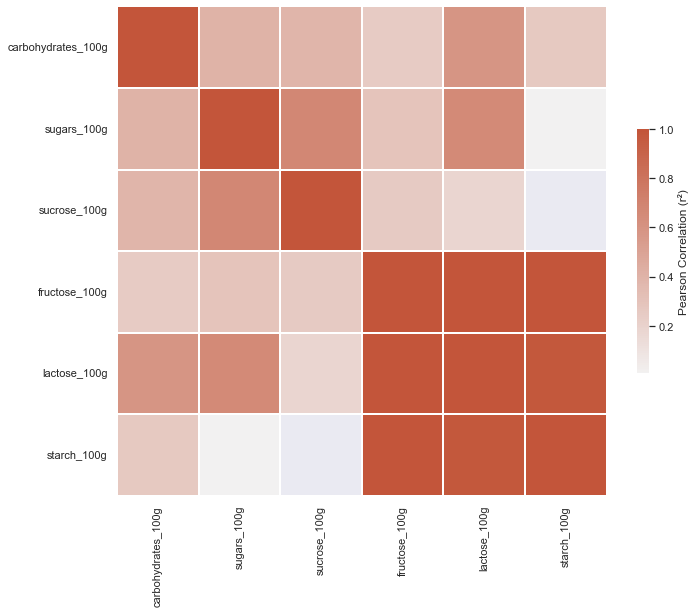 carbohydrates_100g
sugars_100g
sucrose_100g
fructose_100g
lactose_100g
starch_100g
carbohydrates_100g
sugars_100g
sucrose_100g
fructose_100g
lactose_100g
starch_100g
1.0
0.8
0.6
0.4
0.2
Pearson Correlation (r²)